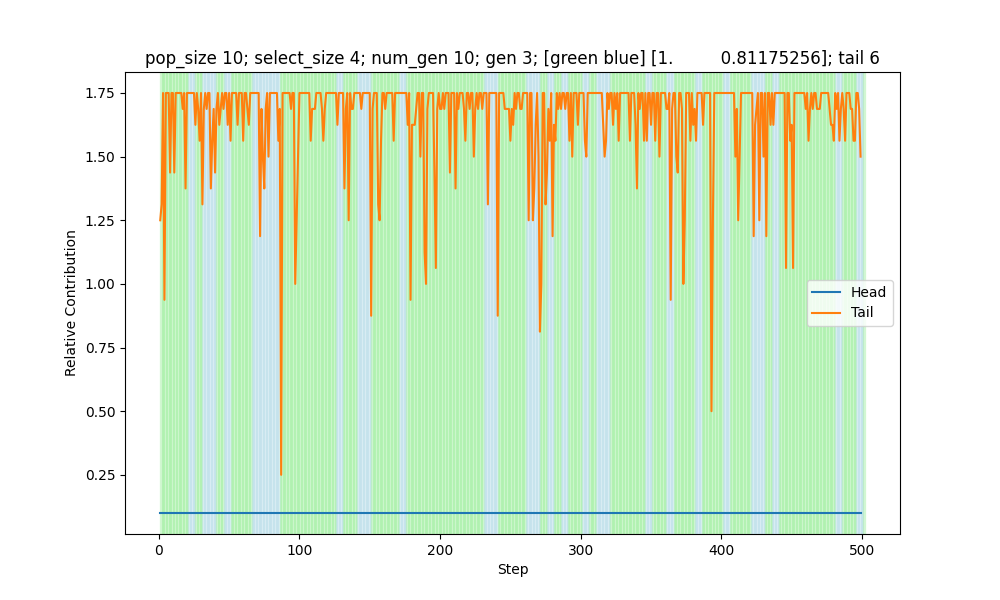 pop_size 10; select_size 4; num_gen 10; gen 3; [green blue] [1.         0.81175256]; tail 6
1.75
1.50
1.25
1.00
0.75
0.50
0.25
Relative Contribution
Head
Tail
0 100 200 300 400 500
Step